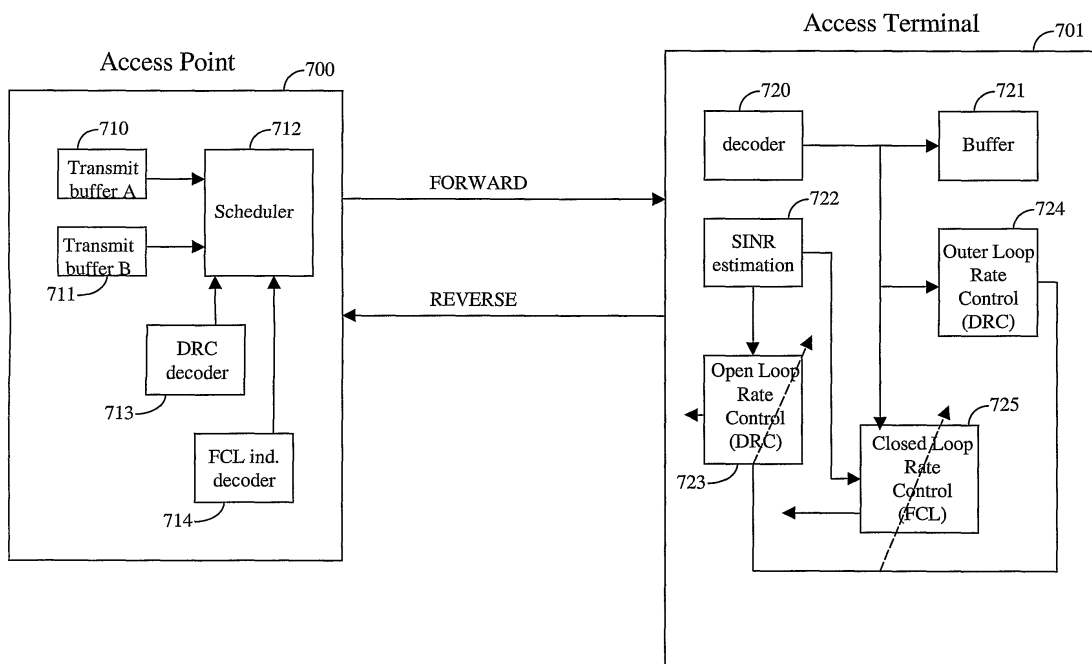 Access Point
700
710
Transmit
buffer A
712
Scheduler
Transmit
buffer B
711
DRC
decoder
713
FCL ind.
decoder
714
FORWARD
REVERSE
Access Terminal
701
720
decoder
721
Buffer
722
SINR
estimation
724
Outer Loop
Rate
Control
(DRC)
Open Loop
Rate
Control
(DRC)
723
725
Closed Loop
Rate
Control
(FCL)